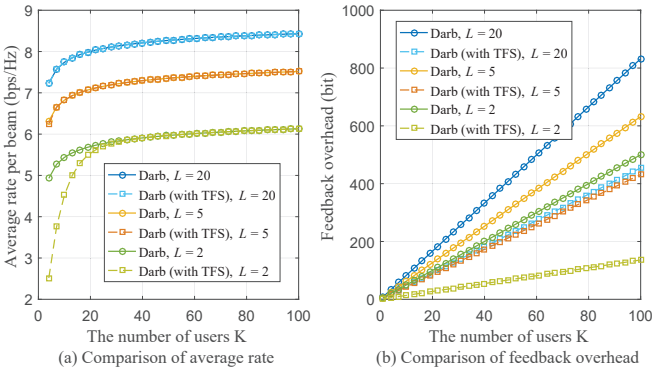 9
8
7
6
5
4
3
2
Average rate per beam (bps/Hz)
Darb, L = 20
Darb (with TFS), L = 20
Darb, L = 5
Darb (with TFS), L = 5
Darb, L = 2
Darb (with TFS), L = 2
0 20 40 60 80 100
The number of users K
(a) Comparison of average rate
1000
800
600
400
200
0
Feedback overhead (bit)
Darb, L = 20
Darb (with TFS), L = 20
Darb, L = 5
Darb (with TFS), L = 5
Darb, L = 2
Darb (with TFS), L = 2
0 20 40 60 80 100
The number of users K
(b) Comparison of feedback overhead